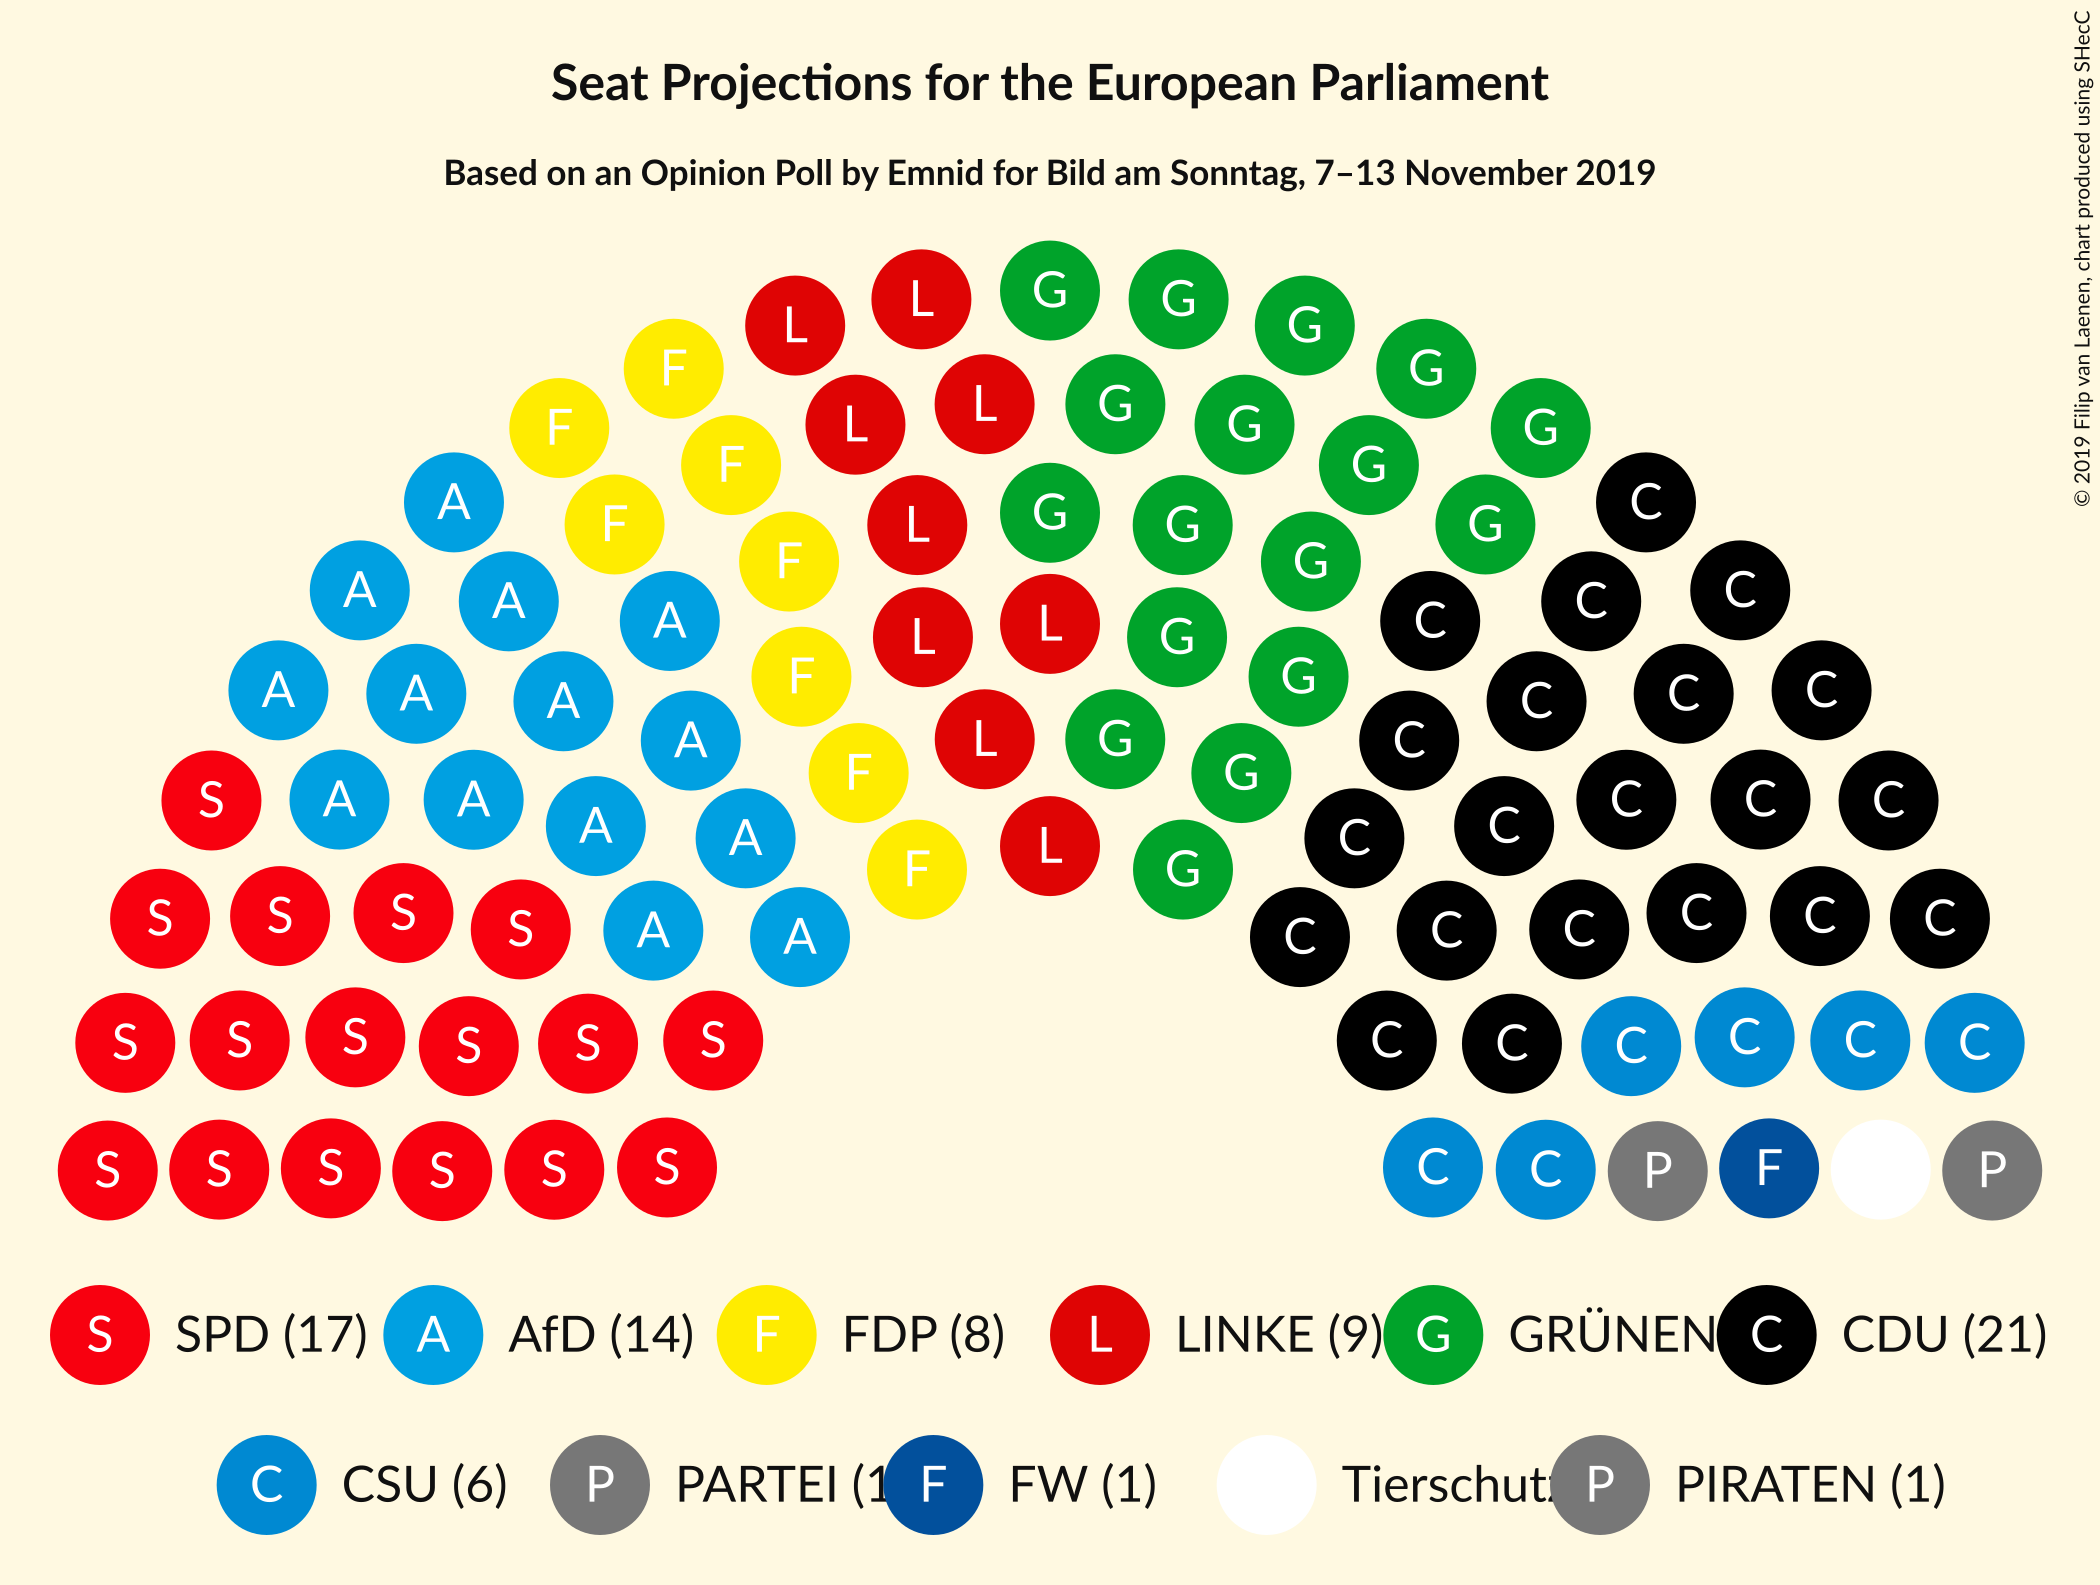 Seat Projections for the European Parliament
Based on an Opinion Poll by Emnid for Bild am Sonntag, 7–13 November 2019
© 2019 Filip van Laenen, chart produced using SHecC
L L G G G
F L L G G G G
F F L G G G G G
A F F L L G G G G C
A A A F L G G C C C
A A A A F L G C C C C
S A A A A F L G C C C C C
S S S S A A C C C C C C
S S S S S S C C C C C C
S S S S S S C C P F P
S SPD (17) A AfD (14) F FDP (8) L LINKE (9) G GRÜNEN C CDU (21)
C CSU (6) P PARTEI (1 F FW (1) Tierschutz P PIRATEN (1)